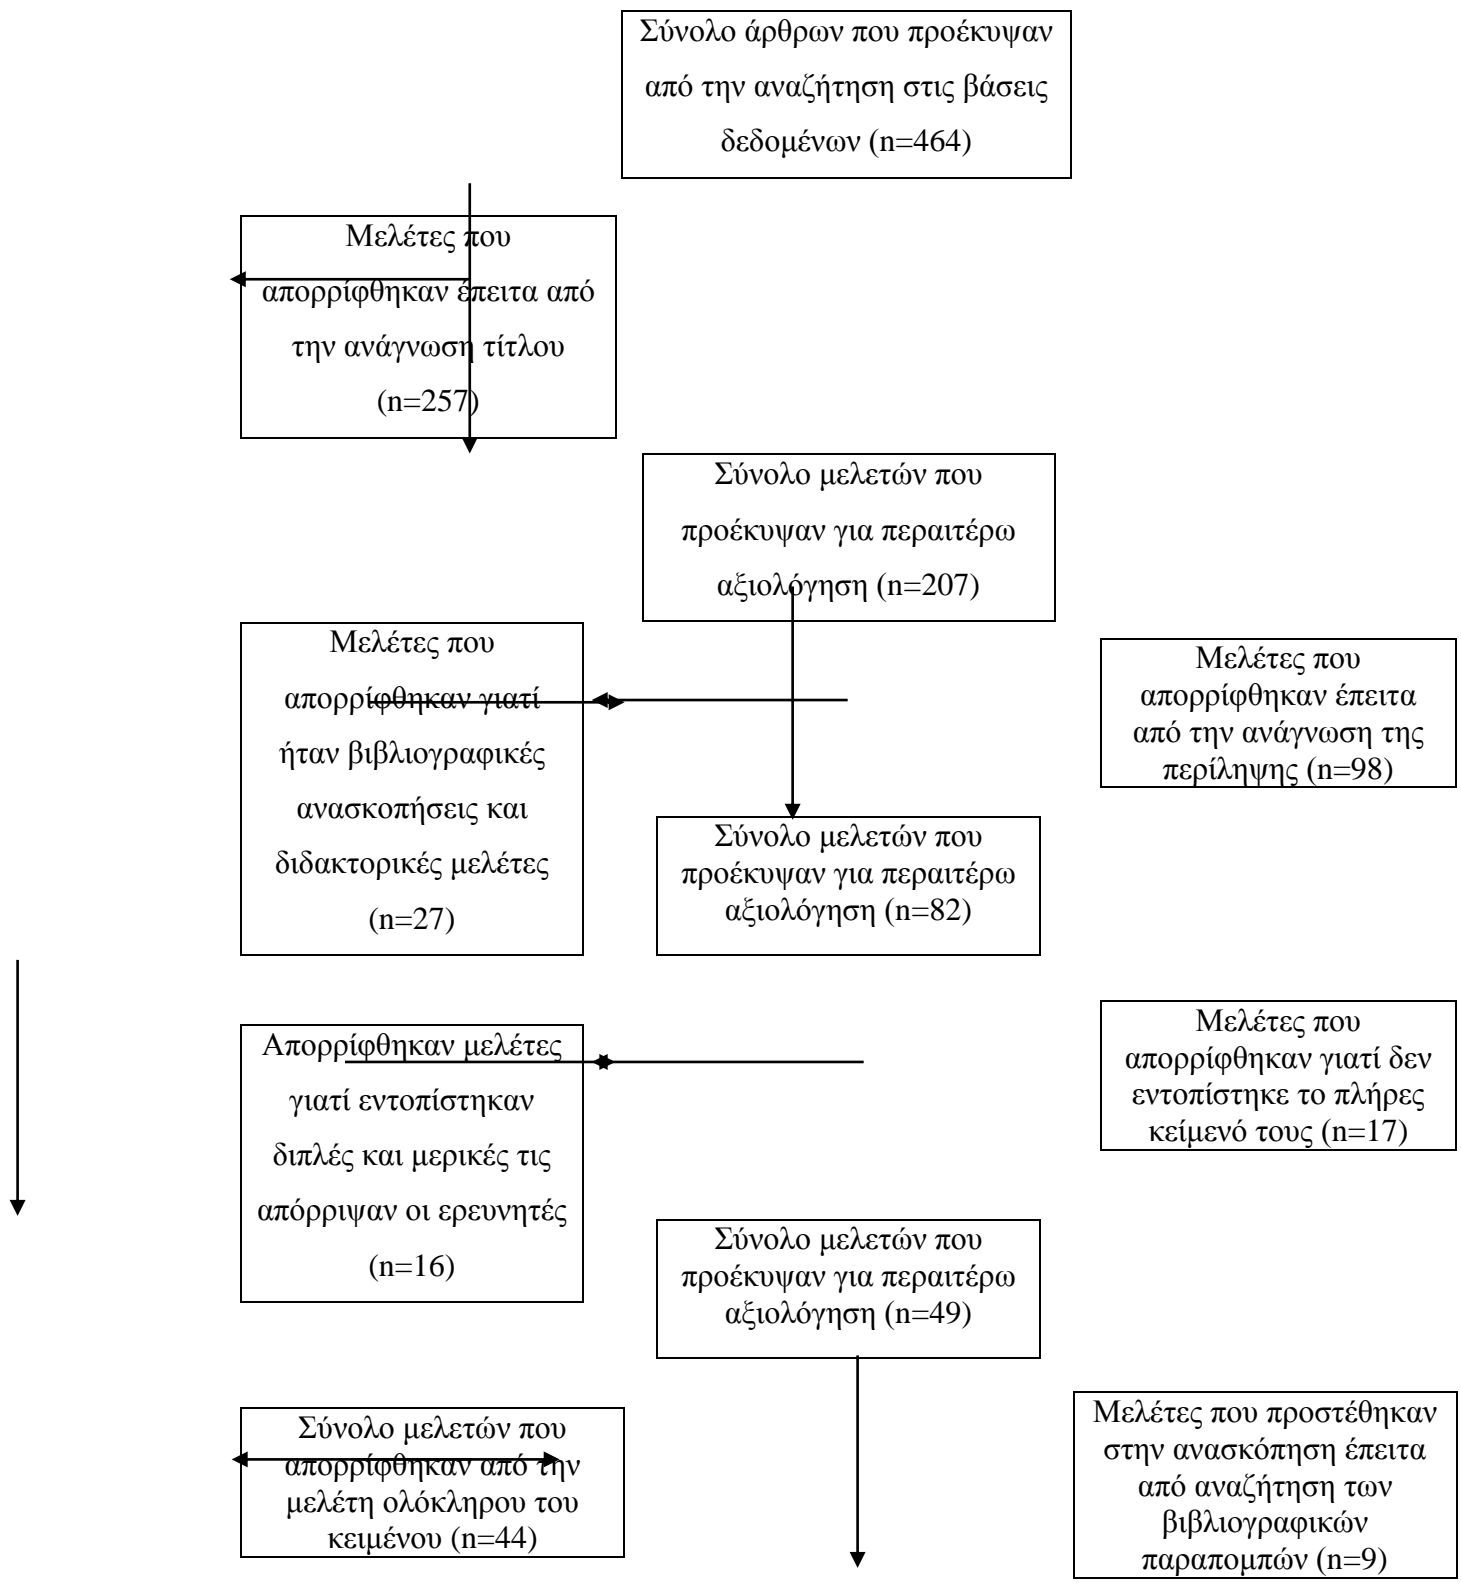 Σύνολο άρθρων που προέκυψαν
από την αναζήτηση στις βάσεις
δεδομένων (n=464)
Μελέτες που
απορρίφθηκαν έπειτα από
την ανάγνωση τίτλου
(n=257)
Σύνολο μελετών που
προέκυψαν για περαιτέρω
αξιολόγηση (n=207)
Μελέτες που
απορρίφθηκαν γιατί
ήταν βιβλιογραφικές
ανασκοπήσεις και
διδακτορικές μελέτες
(n=27)
Μελέτες που
απορρίφθηκαν έπειτα
από την ανάγνωση της
περίληψης (n=98)
Σύνολο μελετών που
προέκυψαν για περαιτέρω
αξιολόγηση (n=82)
Απορρίφθηκαν μελέτες
γιατί εντοπίστηκαν
διπλές και μερικές τις
απόρριψαν οι ερευνητές
(n=16)
Μελέτες που
απορρίφθηκαν γιατί δεν
εντοπίστηκε το πλήρες
κείμενό τους (n=17)
Σύνολο μελετών που
προέκυψαν για περαιτέρω
αξιολόγηση (n=49)
Σύνολο μελετών που
απορρίφθηκαν από την
μελέτη ολόκληρου του
κειμένου (n=44)
Μελέτες που προστέθηκαν
στην ανασκόπηση έπειτα
από αναζήτηση των
βιβλιογραφικών
παραπομπών (n=9)